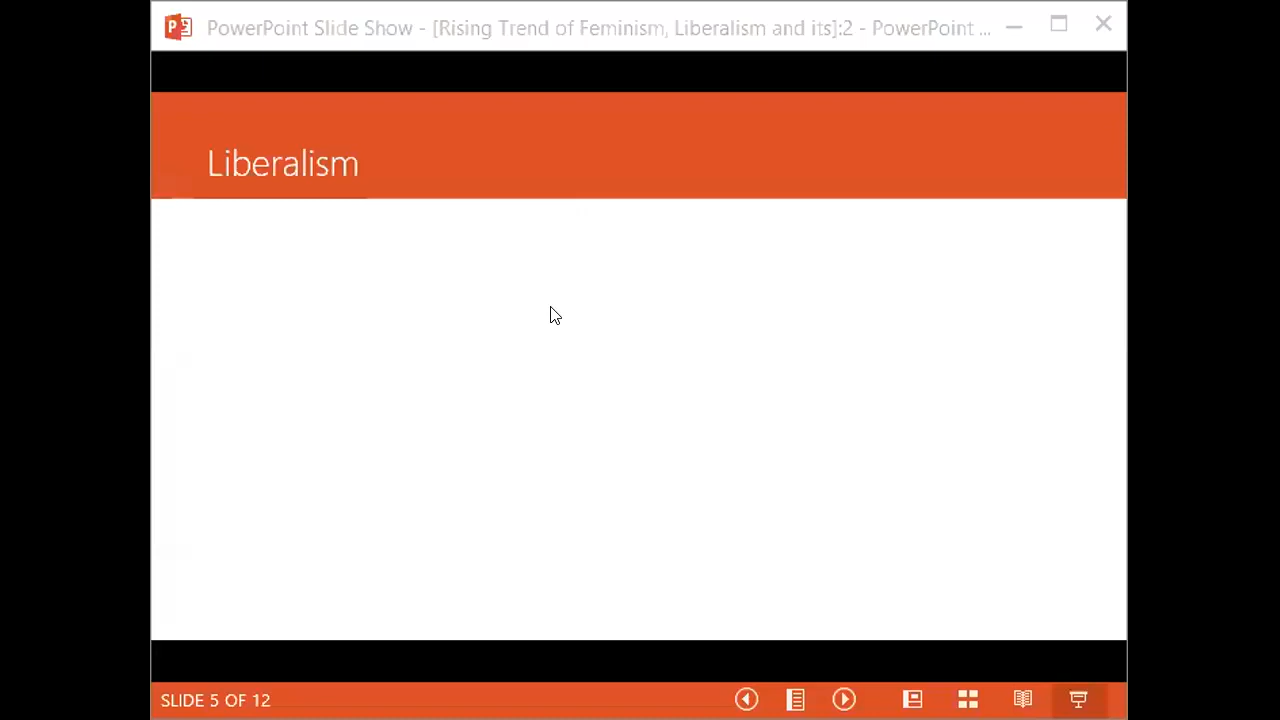 PowerPoint Slide Show - [Rising Trend of Feminism, Liberalism and its]:2 - PowerPoint ...
Liberalism
SLIDE 5 OF 12